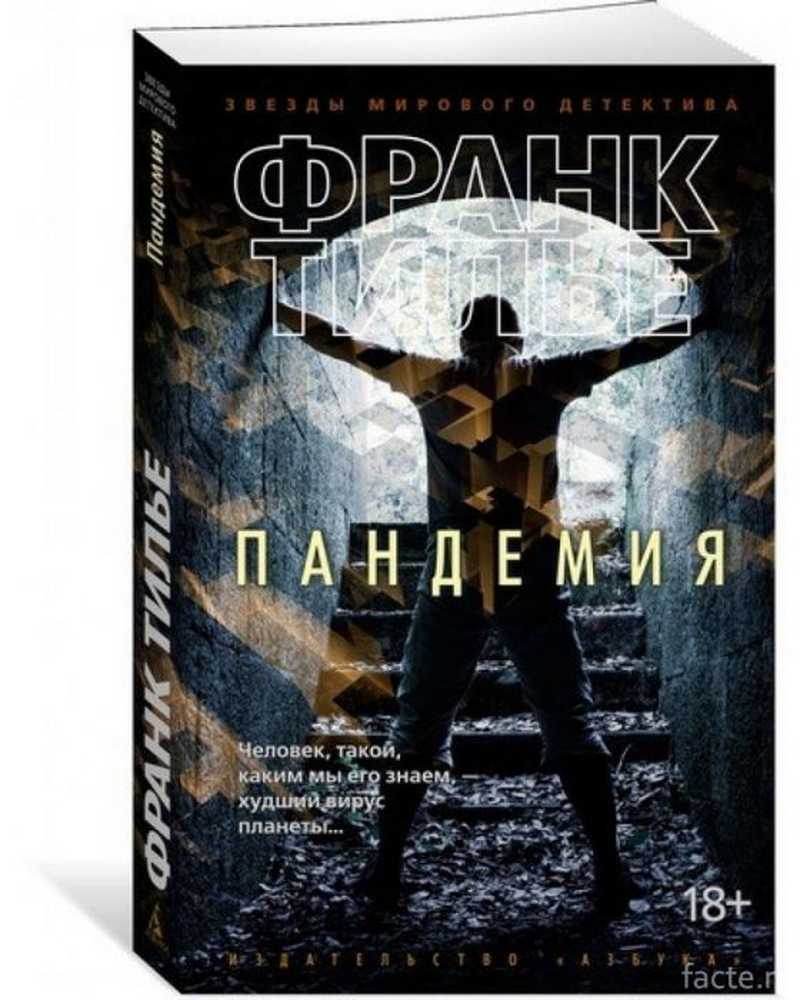 ЗВЕЗДЫ МИРОВОГО ДЕТЕКТИВА
ФРАНК
ТИЛЬЕ
ПАНДЕМИЯ
Человек, такой,
каким мы его знаем, —
худший вирус
планеты...
18+
ИЗДАТЕЛЬСТВО «АЗБУКА»
ЗВЕЗДЫ
МИРОВОГО
ДЕТЕКТИВА
Пандемия
ФРАНК ТИЛЬЕ